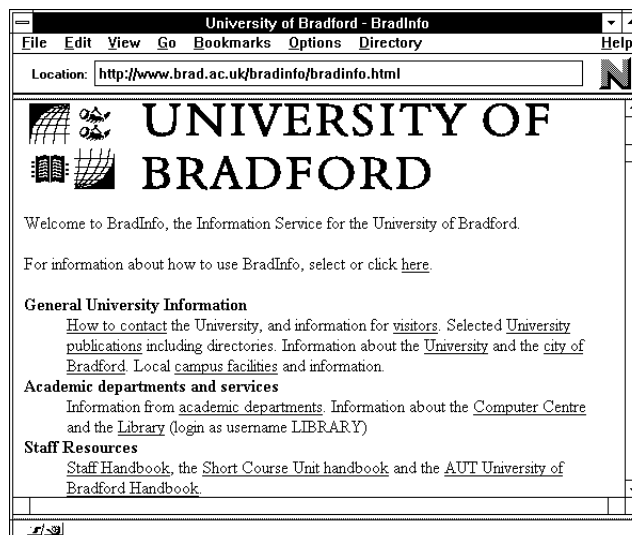 University of Bradford - BradInfo
File Edit View Go Bookmarks Options Directory Help
Location: http://www.brad.ac.uk/bradinfo/bradinfo.html
N
UNIVERSITY OF
BRADFORD
Welcome to BradInfo, the Information Service for the University of Bradford.
For information about how to use BradInfo, select or click here.
General University Information
How to contact the University, and information for visitors. Selected University
publications including directories. Information about the University and the city of
Bradford. Local campus facilities and information.
Academic departments and services
Information from academic departments. Information about the Computer Centre
and the Library (login as username LIBRARY)
Staff Resources
Staff Handbook, the Short Course Unit handbook and the AUT University of
Bradford Handbook.